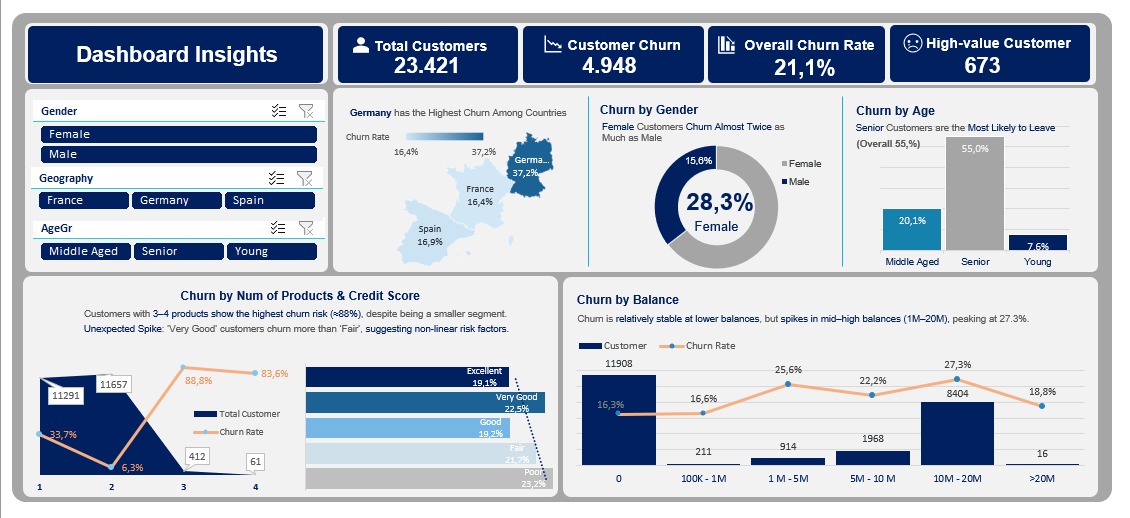 Dashboard Insights
Total Customers
23.421
Customer Churn
4.948
Overall Churn Rate
21,1%
High-value Customer
673
Gender
Female
Male
Geography
France
Germany
Spain
AgeGr
Middle Aged
Senior
Young
Germany has the Highest Churn Among Countries
Churn Rate
16,4%
37,2%
Germa...
37,2%
France
16,4%
Spain
16,9%
Churn by Gender
Female Customers Churn Almost Twice as
Much as Male
15,6%
28,3%
Female
Female
Male
Churn by Age
Senior Customers are the Most Likely to Leave
(Overall 55,%)
20,1%
55,0%
7,6%
Middle Aged
Senior
Young
Churn by Num of Products & Credit Score
Customers with 3–4 products show the highest churn risk (≈88%), despite being a smaller segment.
Unexpected Spike: 'Very Good' customers churn more than 'Fair', suggesting non-linear risk factors.
11291
11657
412
61
33,7%
6,3%
88,8%
83,6%
Total Customer
Churn Rate
1
2
3
4
Excellent
19,1%
Very Good
22,5%
Good
19,2%
Fair
21,7%
Poor
23,2%
Churn by Balance
Churn is relatively stable at lower balances, but spikes in mid–high balances (1M–20M), peaking at 27.3%.
Customer
Churn Rate
11908
211
914
1968
8404
16
16,3%
16,6%
25,6%
22,2%
27,3%
18,8%
0
100K - 1M
1 M - 5M
5M - 10 M
10M - 20M
>20M